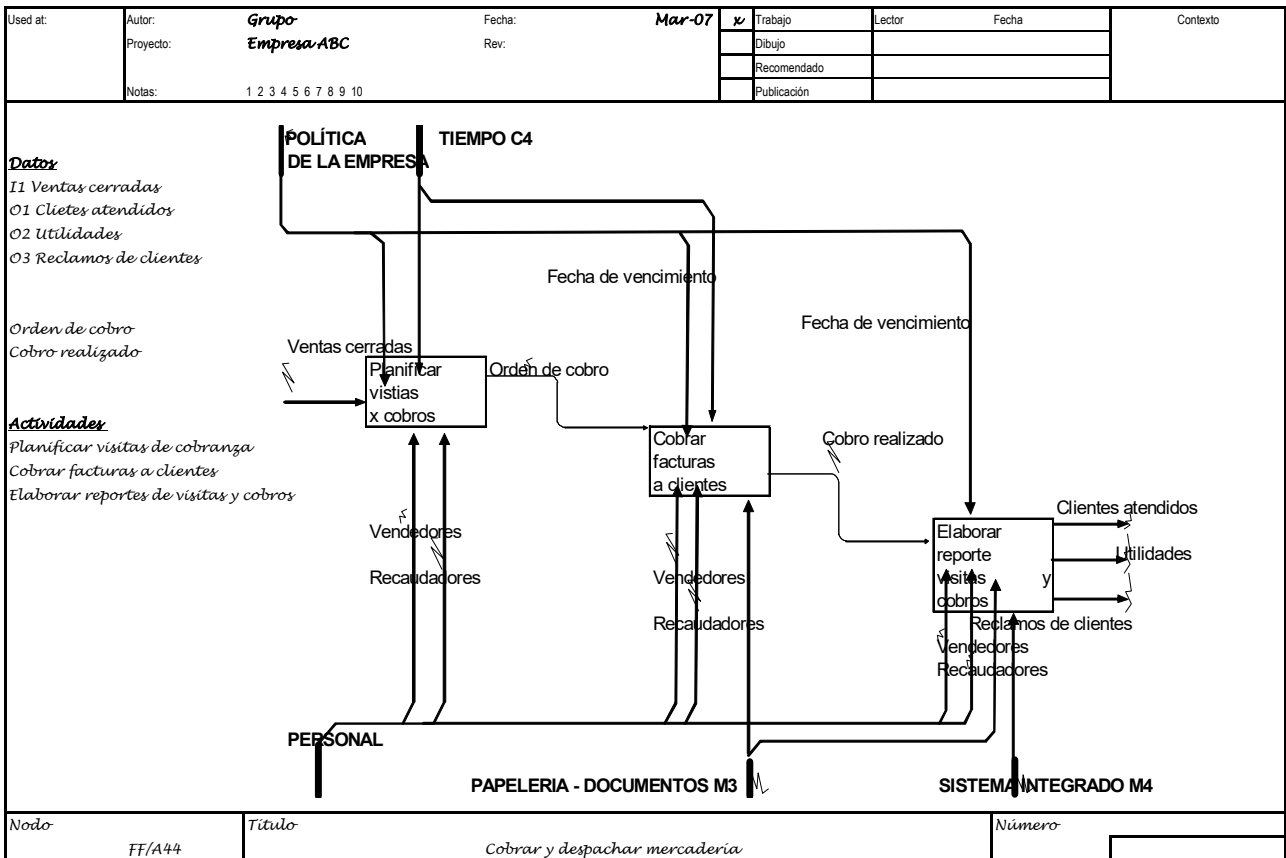 Used at:
Autor: Grupo Fecha: Mar-07 x Trabajo Lector Fecha Contexto
Proyecto: Empresa ABC Rev: Dibujo
Recomendado
Notas: 1 2 3 4 5 6 7 8 9 10 Publicación
POLÍTICA
DE LA EMPRESA
TIEMPO C4
Datos
I1 Ventas cerradas
O1 Clietes atendidos
O2 Utilidades
O3 Reclamos de clientes
Orden de cobro
Cobro realizado
Actividades
Planificar visitas de cobranza
Cobrar facturas a clientes
Elaborar reportes de visitas y cobros
Fecha de vencimiento
Fecha de vencimiento
Ventas cerradas
Planificar
vistias
x cobros
Orden de cobro
Cobrar
facturas
a clientes
Cobro realizado
Elaborar
reporte
visitas y
cobros
Clientes atendidos
Utilidades
Reclamos de clientes
Vendedores
Recaudadores
Vendedores
Recaudadores
Vendedores
Recaudadores
PERSONAL
PAPELERIA - DOCUMENTOS M3
SISTEMA INTEGRADO M4
Nodo
FF/A44
Título
Cobrar y despachar mercadería
Número